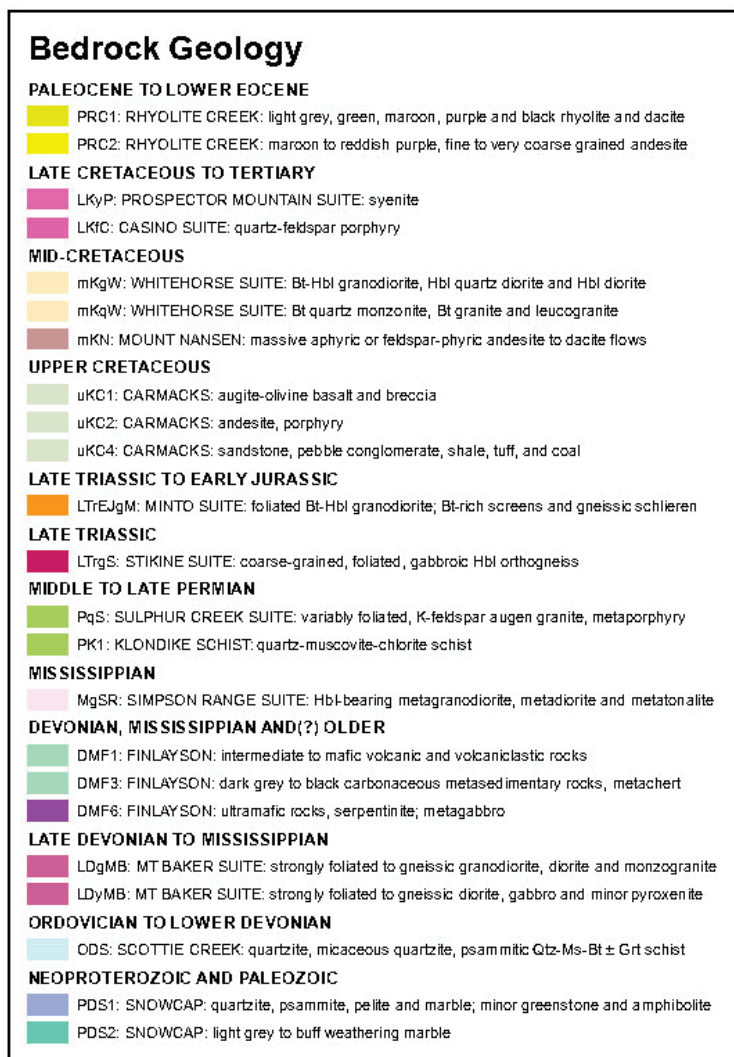 Bedrock Geology
PALEOCENE TO LOWER EOCENE
PRC1: RHYOLITE CREEK: light grey, green, maroon, purple and black rhyolite and dacite
PRC2: RHYOLITE CREEK: maroon to reddish purple, fine to very coarse grained andesite
LATE CRETACEOUS TO TERTIARY
LKyP: PROSPECTOR MOUNTAIN SUITE: syenite
LKfC: CASINO SUITE: quartz-feldspar porphyry
MID-CRETACEOUS
mKgW: WHITEHORSE SUITE: Bt-Hbl granodiorite, Hbl quartz diorite and Hbl diorite
mKqW: WHITEHORSE SUITE: Bt quartz monzonite, Bt granite and leucogranite
mKN: MOUNT NANSEN: massive aphyric or feldspar-phyric andesite to dacite flows
UPPER CRETACEOUS
uKC1: CARMACKS: augite-olivine basalt and breccia
uKC2: CARMACKS: andesite, porphyry
uKC4: CARMACKS: sandstone, pebble conglomerate, shale, tuff, and coal
LATE TRIASSIC TO EARLY JURASSIC
LTrEJgM: MINTO SUITE: foliated Bt-Hbl granodiorite; Bt-rich screens and gneissic schlieren
LATE TRIASSIC
LTrgS: STIKINE SUITE: coarse-grained, foliated, gabbroic Hbl orthogneiss
MIDDLE TO LATE PERMIAN
PqS: SULPHUR CREEK SUITE: variably foliated, K-feldspar augen granite, metaporphyry
PK1: KLONDIKE SCHIST: quartz-muscovite-chlorite schist
MISSISSIPPIAN
MgSR: SIMPSON RANGE SUITE: Hbl-bearing metagranodiorite, metadiorite and metatonalite
DEVONIAN, MISSISSIPPIAN AND(?) OLDER
DMF1: FINLAYSON: intermediate to mafic volcanic and volcaniclastic rocks
DMF3: FINLAYSON: dark grey to black carbonaceous metasedimentary rocks, metachert
DMF6: FINLAYSON: ultramafic rocks, serpentinite; metagabbro
LATE DEVONIAN TO MISSISSIPPIAN
LDgMB: MT BAKER SUITE: strongly foliated to gneissic granodiorite, diorite and monzogranite
LDyMB: MT BAKER SUITE: strongly foliated to gneissic diorite, gabbro and minor pyroxenite
ORDOVICIAN TO LOWER DEVONIAN
ODS: SCOTTIE CREEK: quartzite, micaceous quartzite, psammitic Qtz-Ms-Bt ± Grt schist
NEOPROTEROZOIC AND PALEOZOIC
PDS1: SNOWCAP: quartzite, psammite, pelite and marble; minor greenstone and amphibolite
PDS2: SNOWCAP: light grey to buff weathering marble